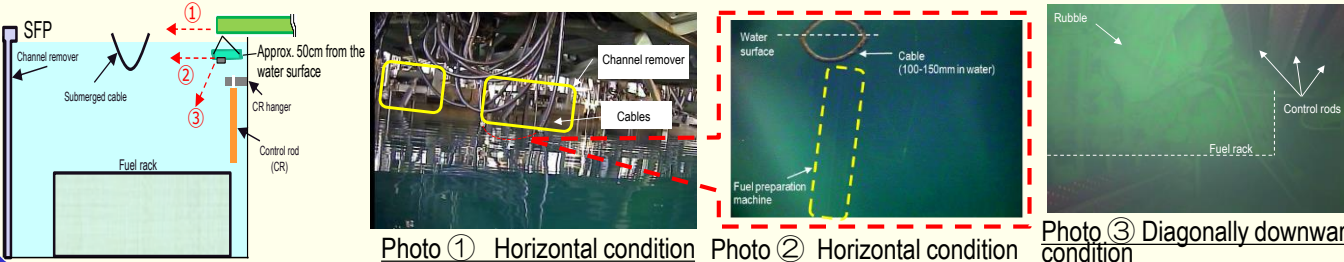 ①
SFP
Channel remover
Approx. 50cm from the
water surface
②
Submerged cable
③
CR hanger
Control rod
(CR)
Fuel rack
Channel remover
Cables
Photo ① Horizontal condition
Water
surface
Cable
(100-150mm in water)
Fuel preparation
machine
Photo ② Horizontal condition
Rubble
Control rods
Fuel rack
Photo ③ Diagonally downwar
condition